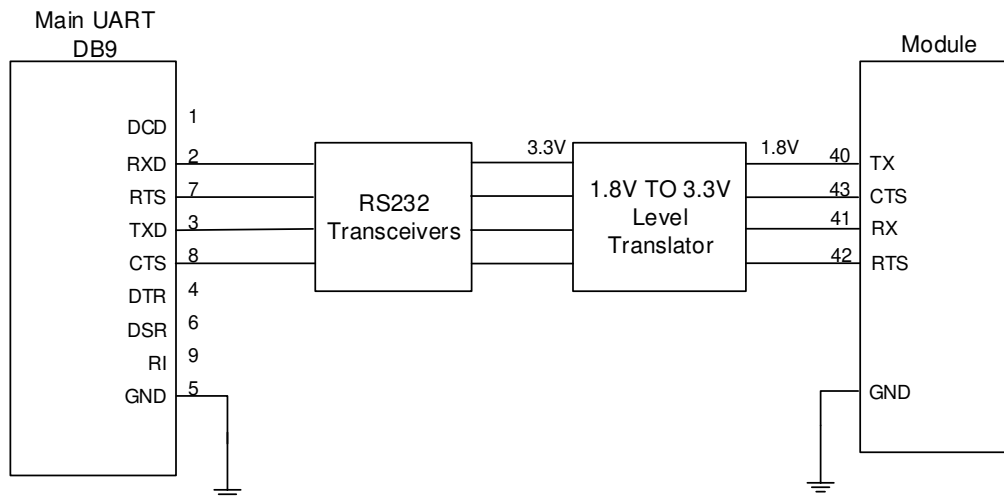 Main UART
DB9
Module
DCD 1
RXD 2
RTS 7
TXD 3
CTS 8
DTR 4
DSR 6
RI 9
GND 5
RS232
Transceivers
3.3V
1.8V TO 3.3V
Level
Translator
1.8V
40 TX
43 CTS
41 RX
42 RTS
GND